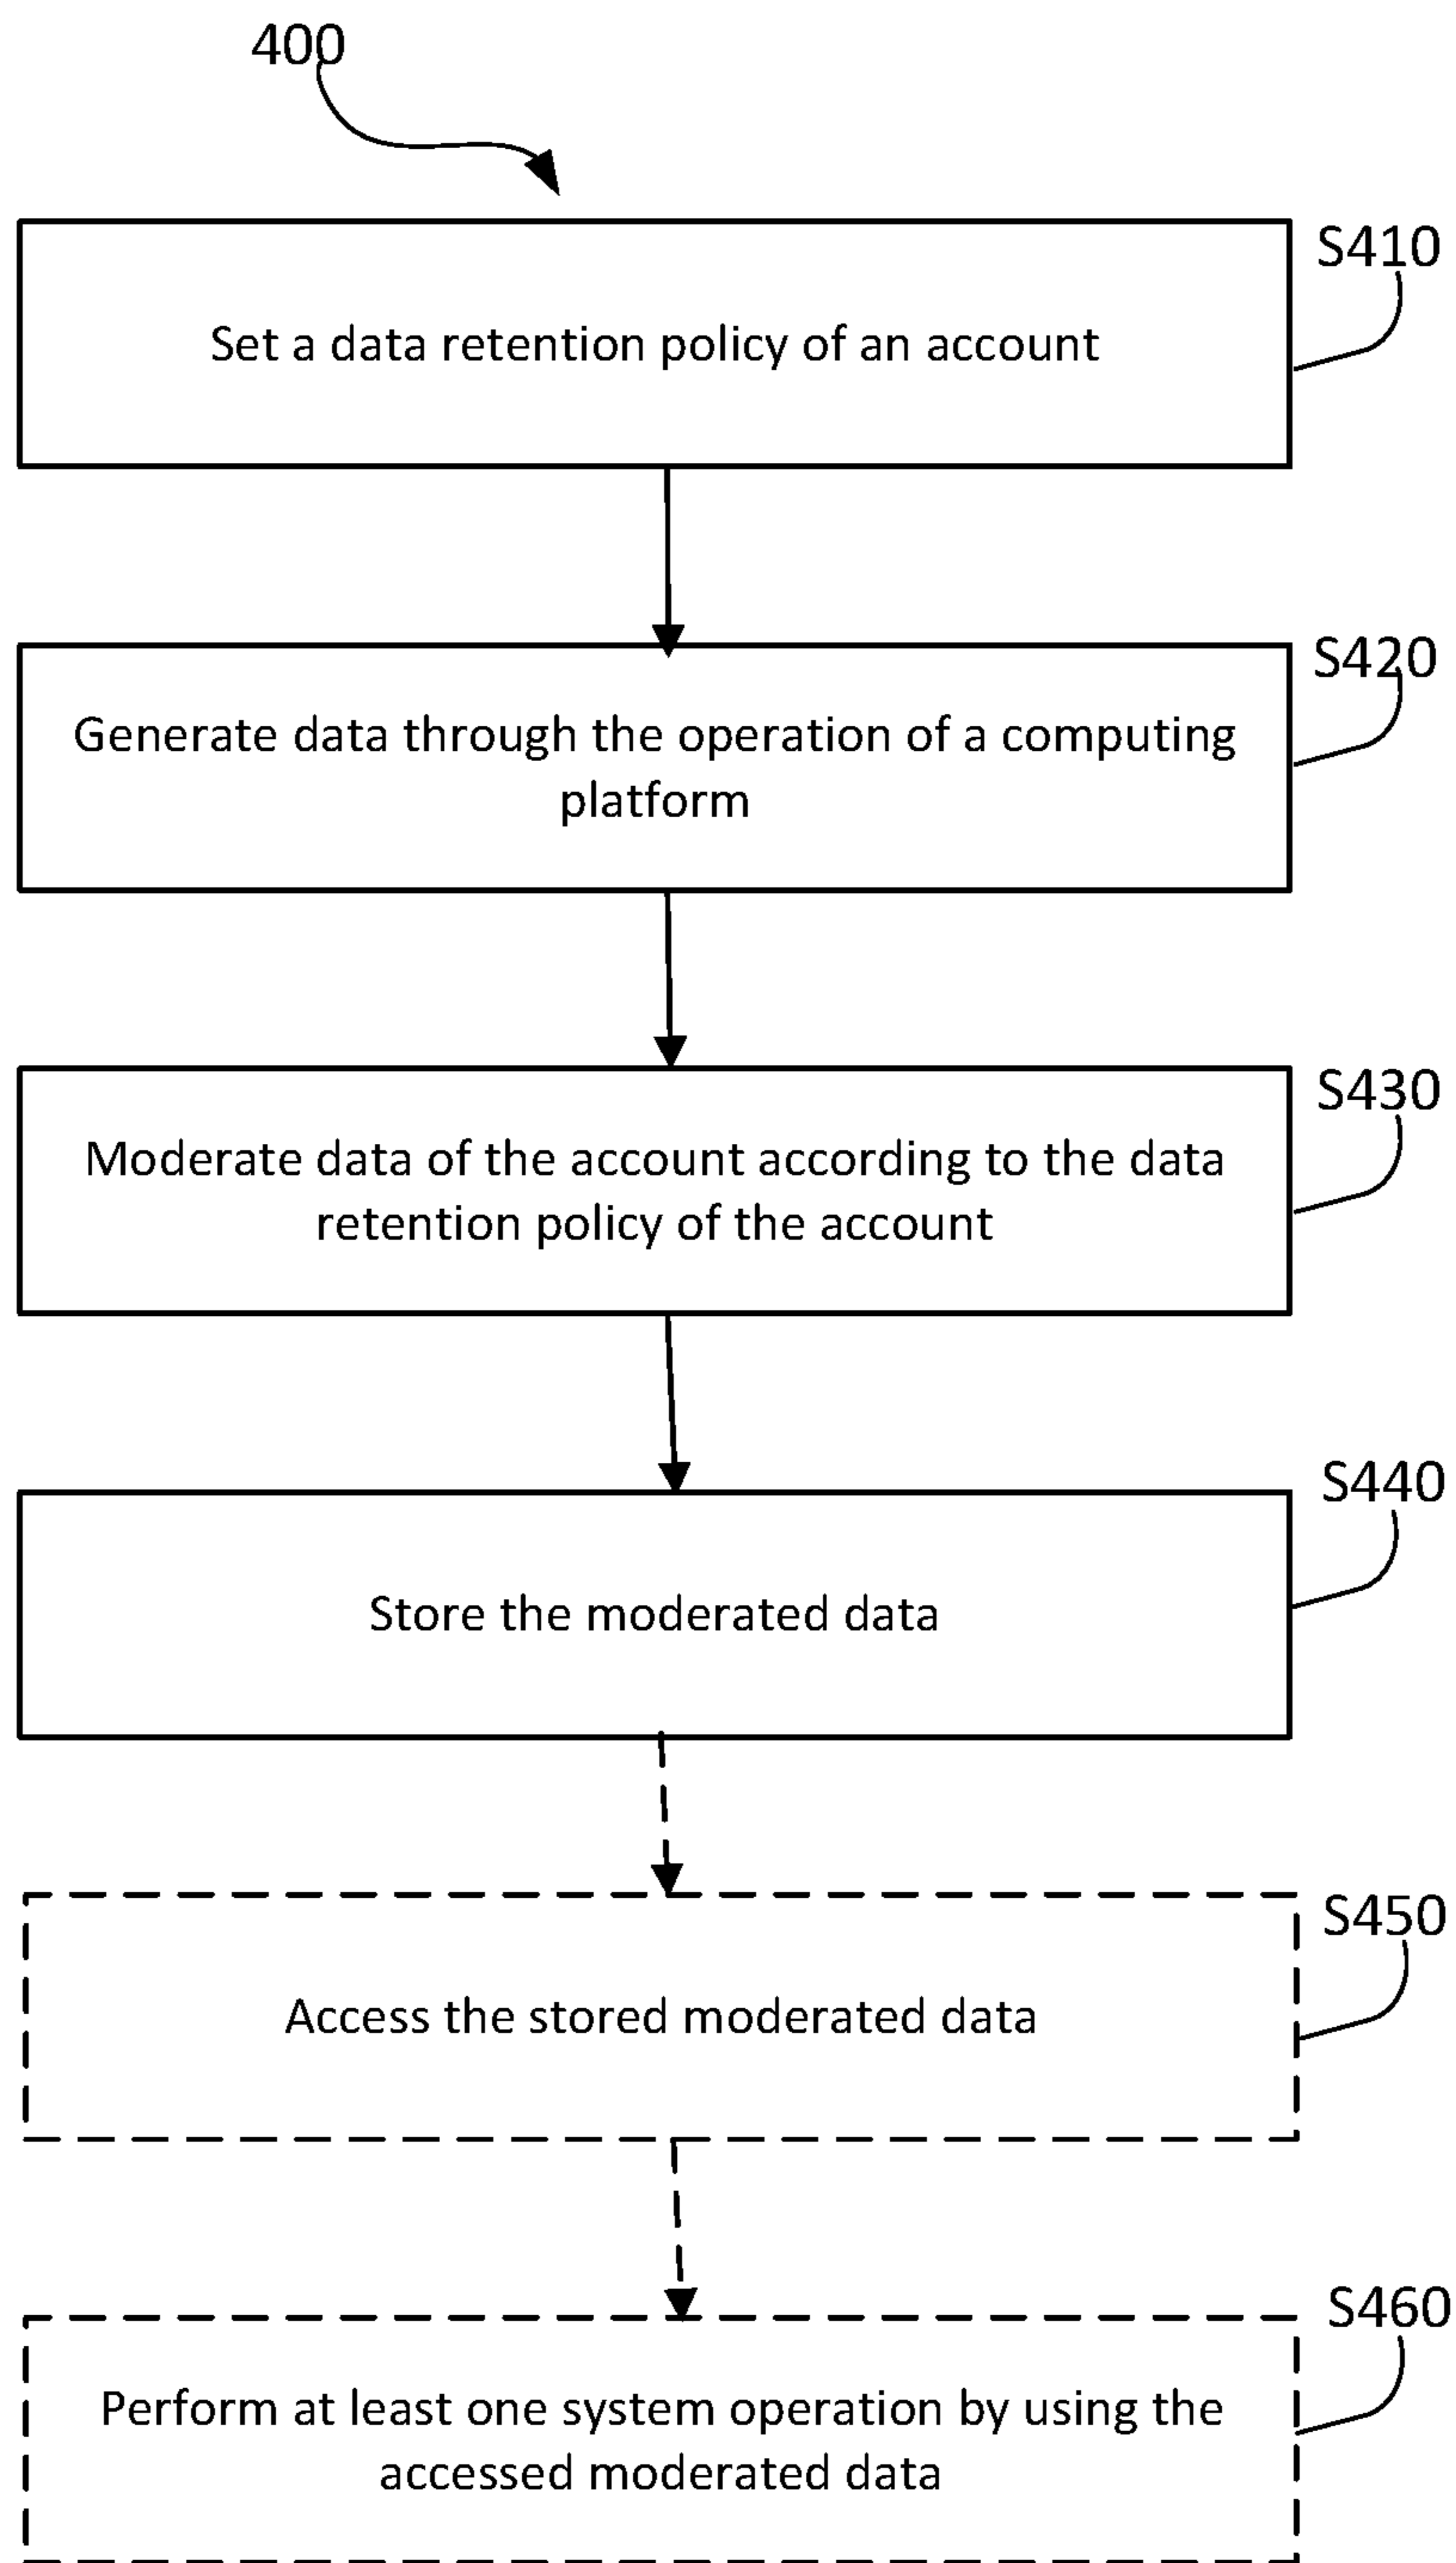 400
S410
Set a data retention policy of an account
S420
Generate data through the operation of a computing
platform
S430
Moderate data of the account according to the data
retention policy of the account
S440
Store the moderated data
S450
Access the stored moderated data
S460
Perform at least one system operation by using the
accessed moderated data